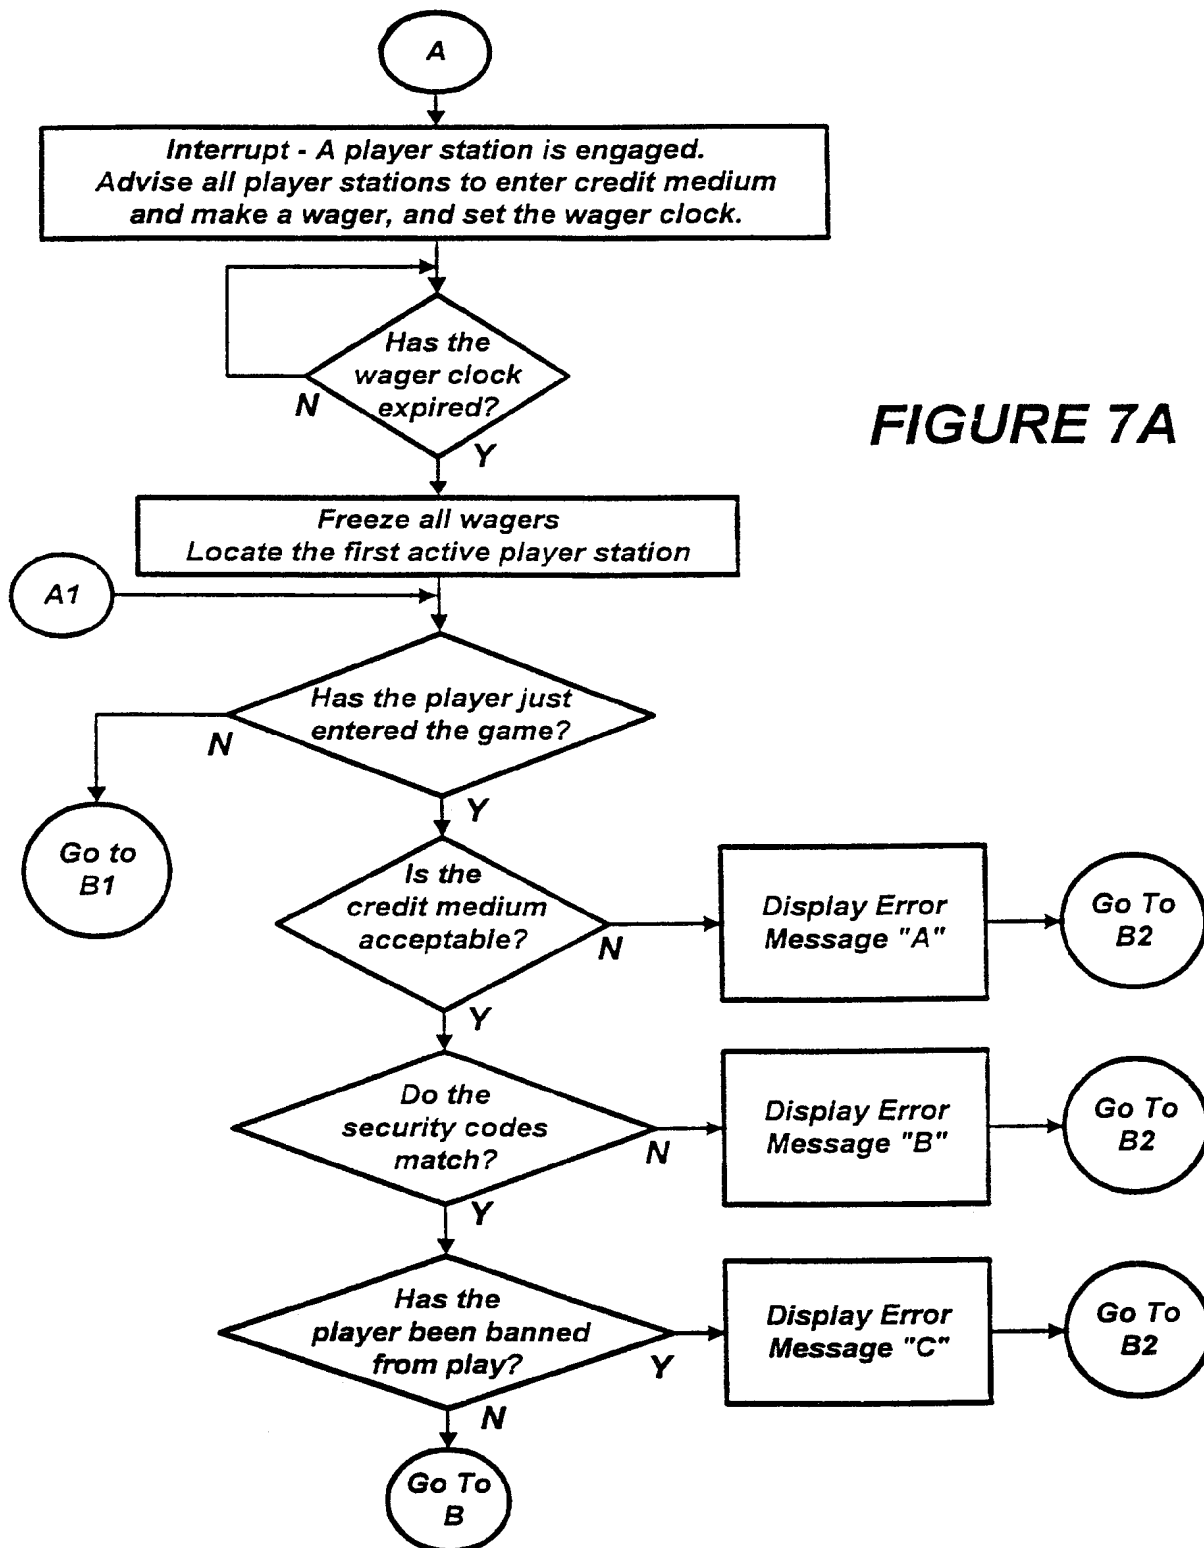 A
Interrupt - A player station is engaged.
Advise all player stations to enter credit medium
and make a wager, and set the wager clock.
Has the
wager clock
expired?
N
Y
FIGURE 7A
Freeze all wagers
Locate the first active player station
A1
Has the player just
entered the game?
N
Y
Go to
B1
Is the
credit medium
acceptable?
N
Y
Display Error
Message "A"
Go To
B2
Do the
security codes
match?
N
Y
Display Error
Message "B"
Go To
B2
Has the
player been banned
from play?
Y
N
Display Error
Message "C"
Go To
B2
Go To
B